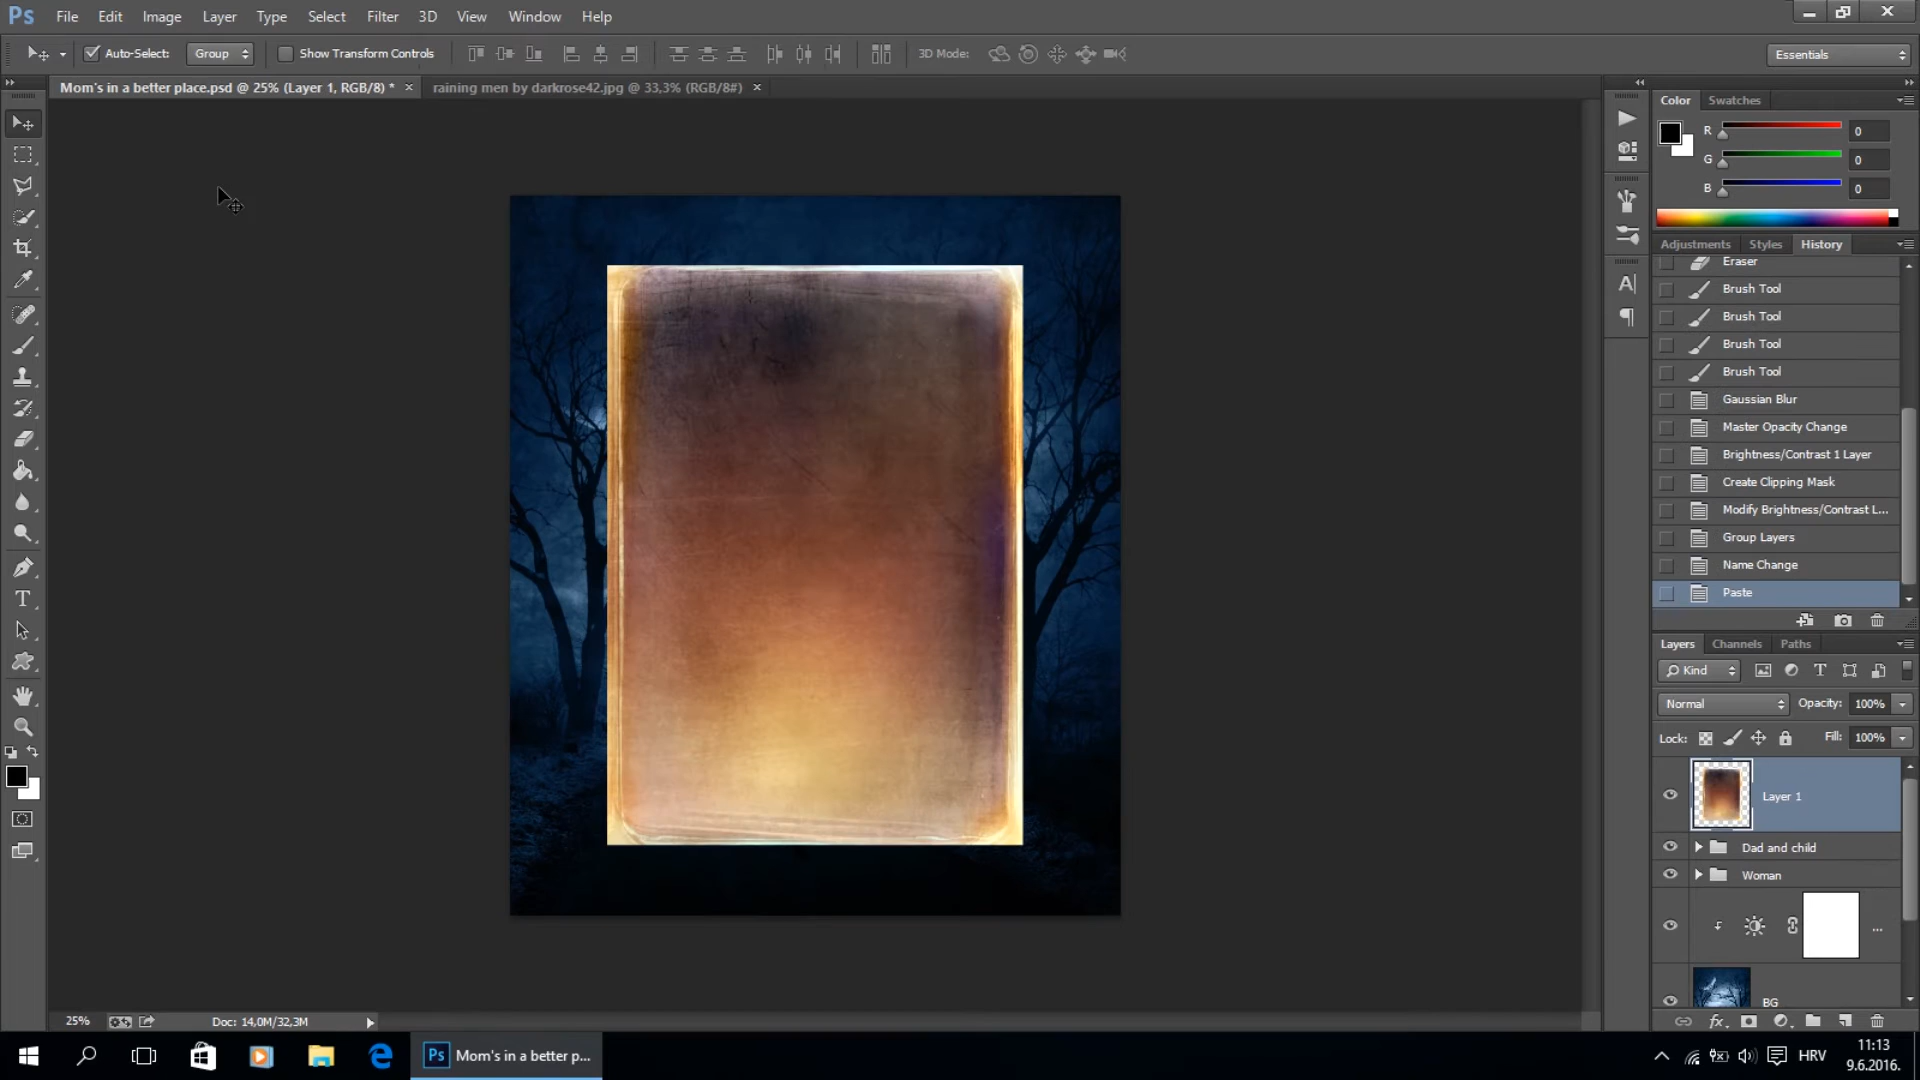 Ps File Edit Image Layer Type Select Filter 3D View Window Help
Auto-Select: Group Show Transform Controls 3D Mode: Essentials
Mom's in a better place.psd @ 25% (Layer 1, RGB/8) * raining men by darkrose42.jpg @ 33,3% (RGB/8#)
Color Swatches
R 0
G 0
B 0
Adjustments Styles History
Eraser
Brush Tool
Brush Tool
Brush Tool
Brush Tool
Gaussian Blur
Master Opacity Change
Brightness/Contrast 1 Layer
Create Clipping Mask
Modify Brightness/Contrast L...
Group Layers
Name Change
Paste
Layers Channels Paths
Kind
Normal Opacity: 100%
Lock: Fill: 100%
Layer 1
Dad and child
Woman
...
BG
25% Doc: 14,0M/32,3M
Ps Mom's in a better p...
HRV
11:13
9.6.2016.